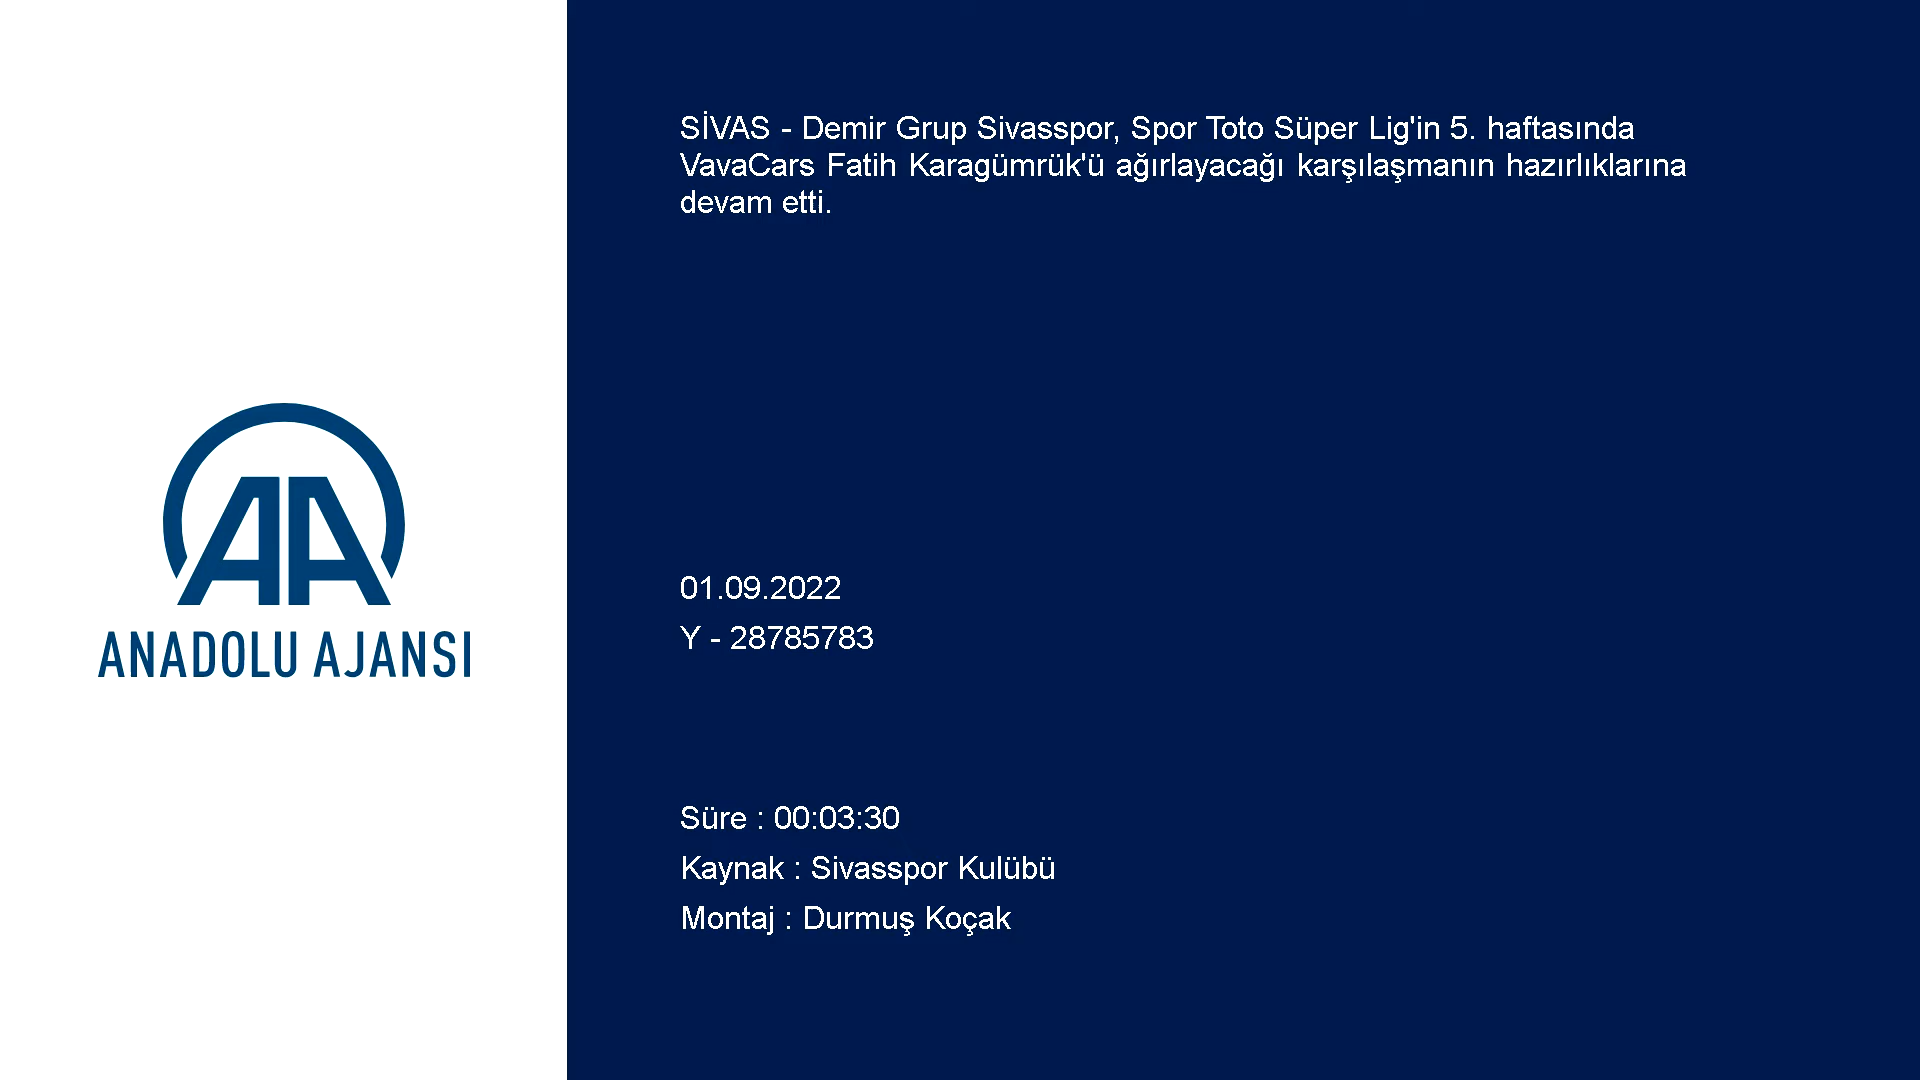 SİVAS - Demir Grup Sivasspor, Spor Toto Süper Lig'in 5. haftasında
VavaCars Fatih Karagümrük'ü ağırlayacağı karşılaşmanın hazırlıklarına
devam etti.
AA
ANADOLU AJANSI
01.09.2022
Y - 28785783
Süre : 00:03:30
Kaynak : Sivasspor Kulübü
Montaj : Durmuş Koçak